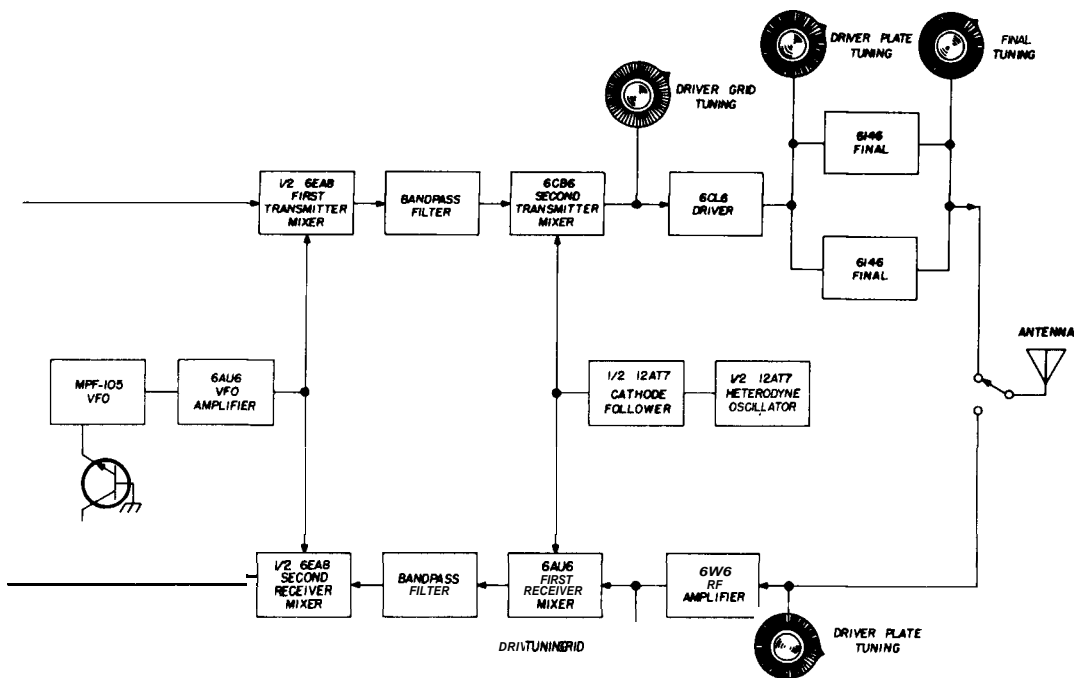 DRIVER PLATE
TUNING
FINAL
TUNING
DRIVER GRID
TUNING
6146
FINAL
1/2 6EA8
FIRST
TRANSMITTER
MIXER
BANDPASS
FILTER
6CB6
SECOND
TRANSMITTER
MIXER
6CL6
DRIVER
6146
FINAL
ANTENNA
MPF-105
VFO
6AU6
VFO
AMPLIFIER
1/2 12AT7
CATHODE
FOLLOWER
1/2 12AT7
HETERODYNE
OSCILLATOR
1/2 6EA8
SECOND
RECEIVER
MIXER
BANDPASS
FILTER
6AU6
FIRST
RECEIVER
MIXER
6W6
RF
AMPLIFIER
DRIVER PLATE
TUNING